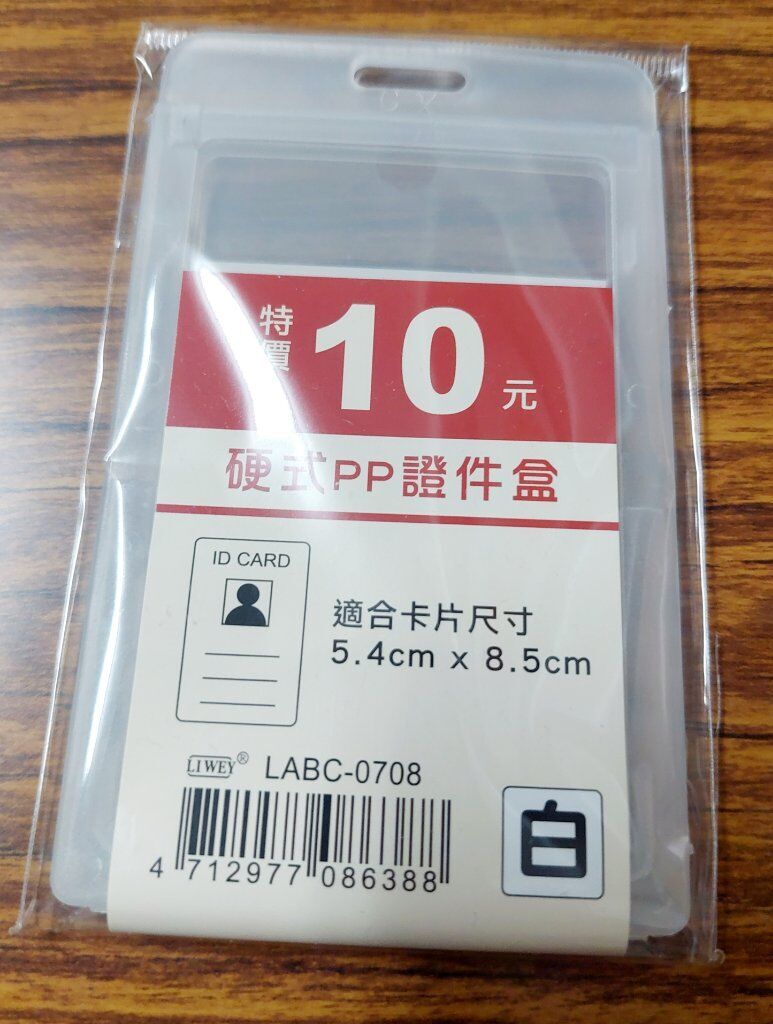 特價 10 元
硬式PP證件盒
ID CARD
適合卡片尺寸
5.4cm x 8.5cm
LIWEY® LABC-0708
白
4 712977 086388